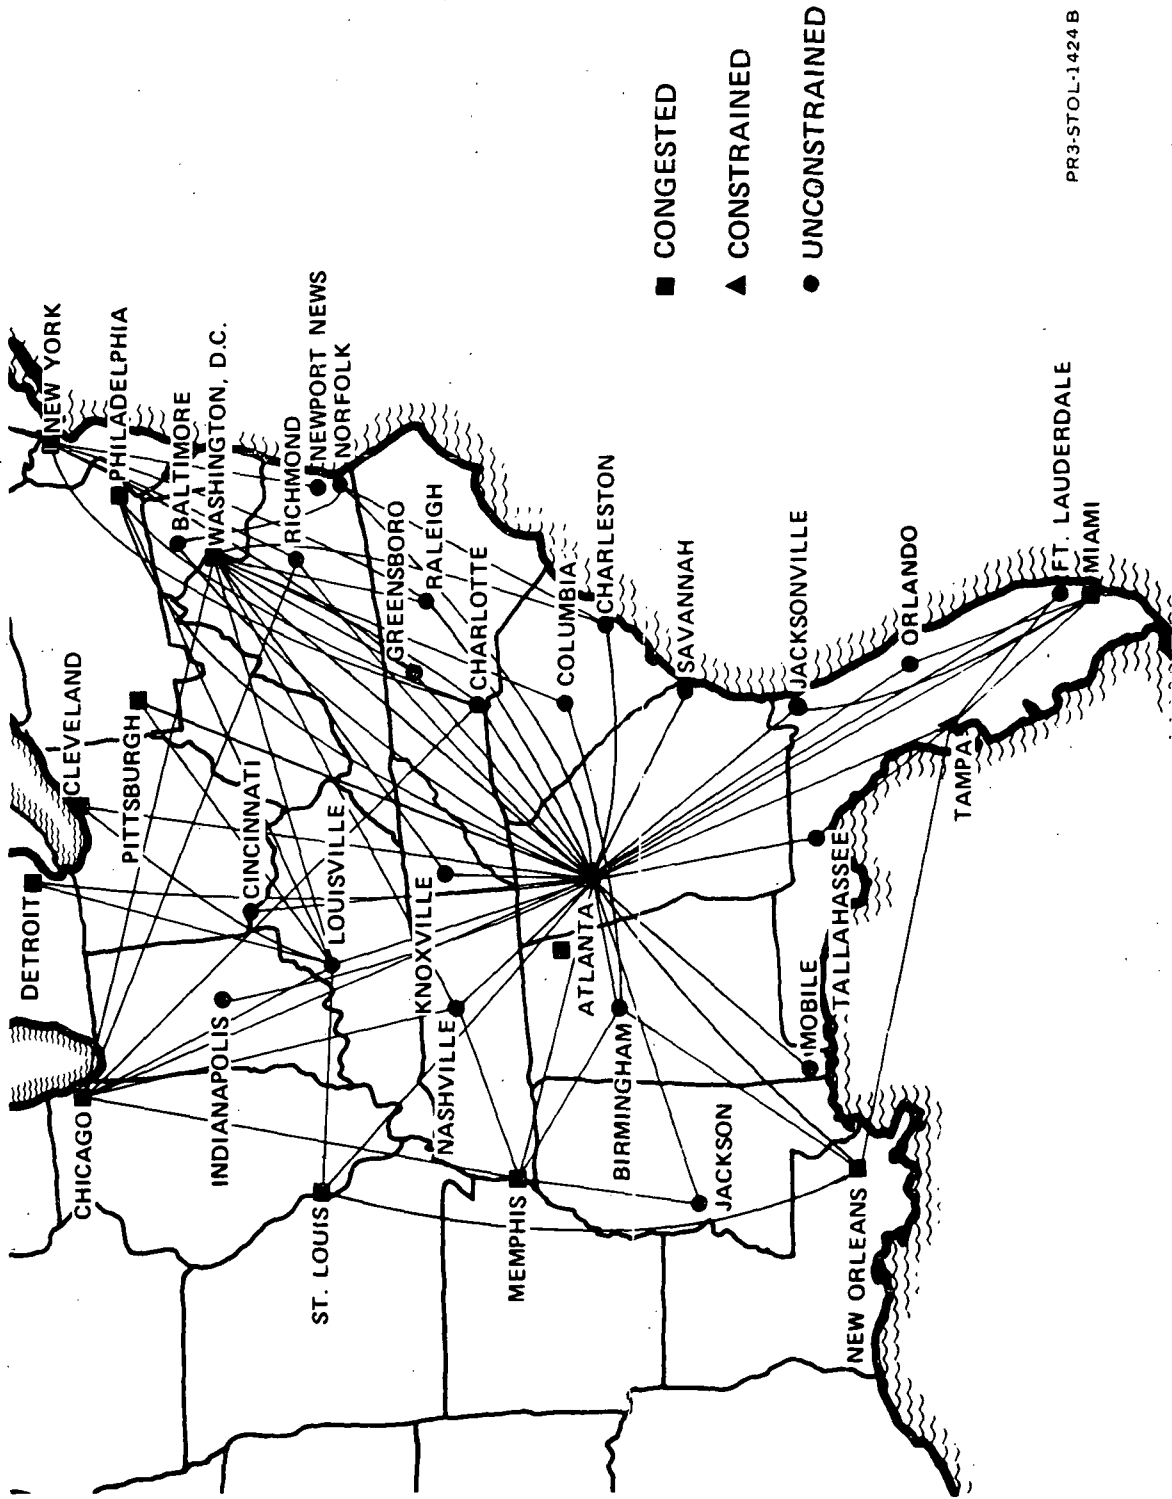 NEW YORK
PHILADELPHIA
BALTIMORE
WASHINGTON, D.C.
RICHMOND
NEWPORT NEWS
NORFOLK
CLEVELAND
PITTSBURGH
DETROIT
CINCINNATI
LOUISVILLE
GREENSBORO
RALEIGH
CHARLOTTE
COLUMBIA
CHARLESTON
SAVANNAH
JACKSONVILLE
ORLANDO
FT. LAUDERDALE
MIAMI
TAMPA
TALLAHASSEE
MOBILE
KNOXVILLE
NASHVILLE
ATLANTA
BIRMINGHAM
CHICAGO
INDIANAPOLIS
ST. LOUIS
MEMPHIS
JACKSON
NEW ORLEANS
CONGESTED
CONSTRAINED
UNCONSTRAINED
PR3-STOL-1424 B